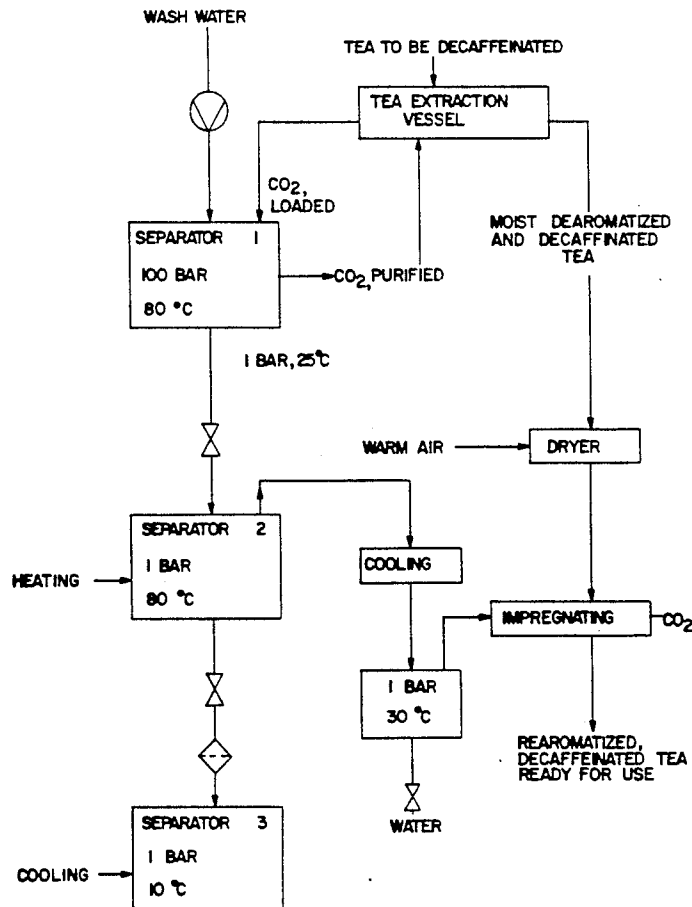 WASH WATER
TEA TO BE DECAFFEINATED
TEA EXTRACTION
VESSEL
CO2,
LOADED
SEPARATOR 1
100 BAR
80 °C
CO2, PURIFIED
MOIST DEAROMATIZED
AND DECAFFINATED
TEA
1 BAR, 25°C
WARM AIR
DRYER
SEPARATOR 2
1 BAR
80 °C
HEATING
COOLING
IMPREGNATING
CO2
1 BAR
30 °C
REAROMATIZED,
DECAFFEINATED TEA
READY FOR USE
WATER
SEPARATOR 3
1 BAR
10 °C
COOLING